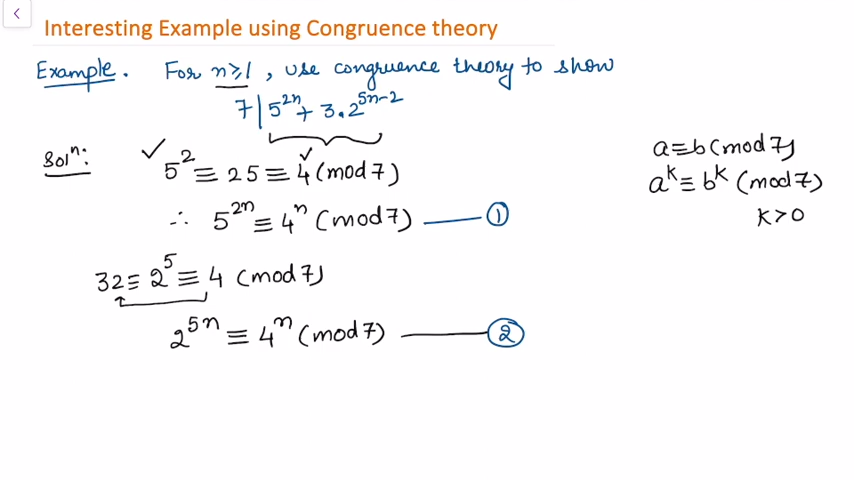 Interesting Example using Congruence theory
Example. For n≥1, use congruence theory to show
7 | 5^{2n} + 3.2^{5n-2}
Solⁿ: ✓ 5^2 ≡ 25 ≡ 4 (mod 7)
∴ 5^{2n} ≡ 4^n (mod 7) —— ①
32 ≡ 2^5 ≡ 4 (mod 7)
2^{5n} ≡ 4^n (mod 7) —— ②
a≡b (mod 7)
a^k ≡ b^k (mod 7)
k>0